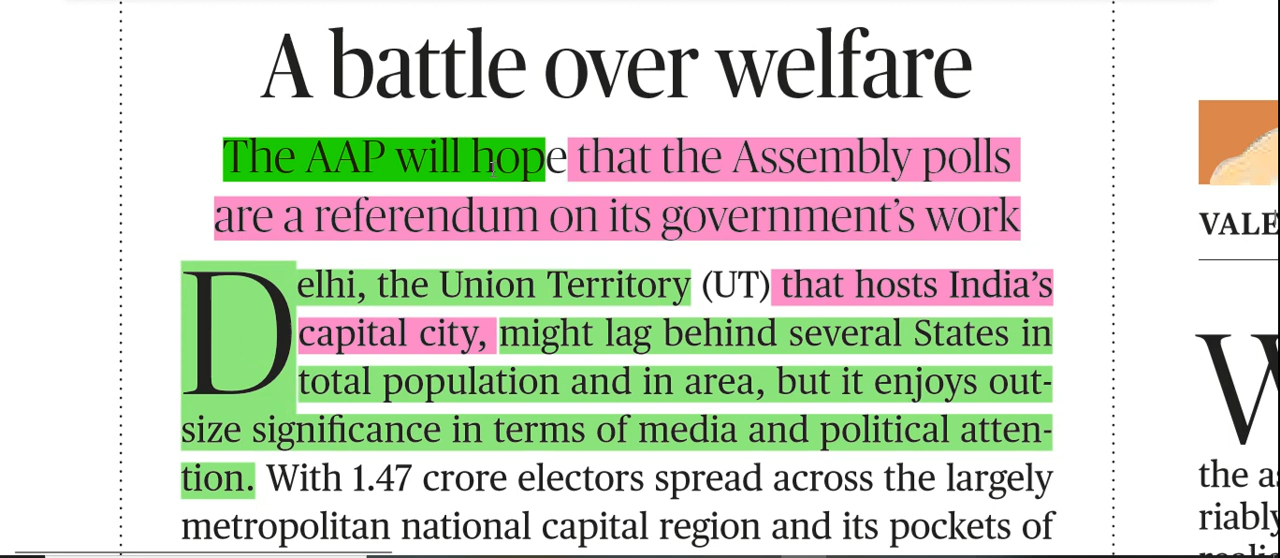 A battle over welfare
The AAP will hope that the Assembly polls
are a referendum on its government’s work
Delhi, the Union Territory (UT) that hosts India’s
capital city, might lag behind several States in
total population and in area, but it enjoys out-
size significance in terms of media and political atten-
tion. With 1.47 crore electors spread across the largely
metropolitan national capital region and its pockets of
VALE
W
the as
riably